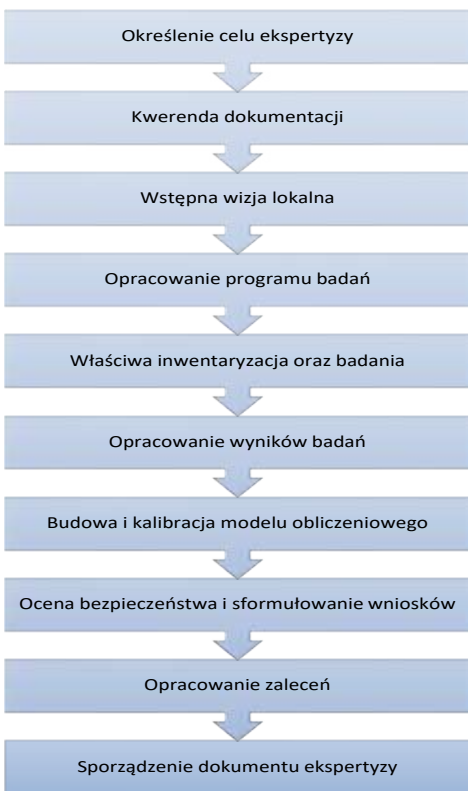 Określenie celu ekspertyzy
Kwerenda dokumentacji
Wstępna wizja lokalna
Opracowanie programu badań
Właściwa inwentaryzacja oraz badania
Opracowanie wyników badań
Budowa i kalibracja modelu obliczeniowego
Ocena bezpieczeństwa i sformułowanie wniosków
Opracowanie zaleceń
Sporządzenie dokumentu ekspertyzy